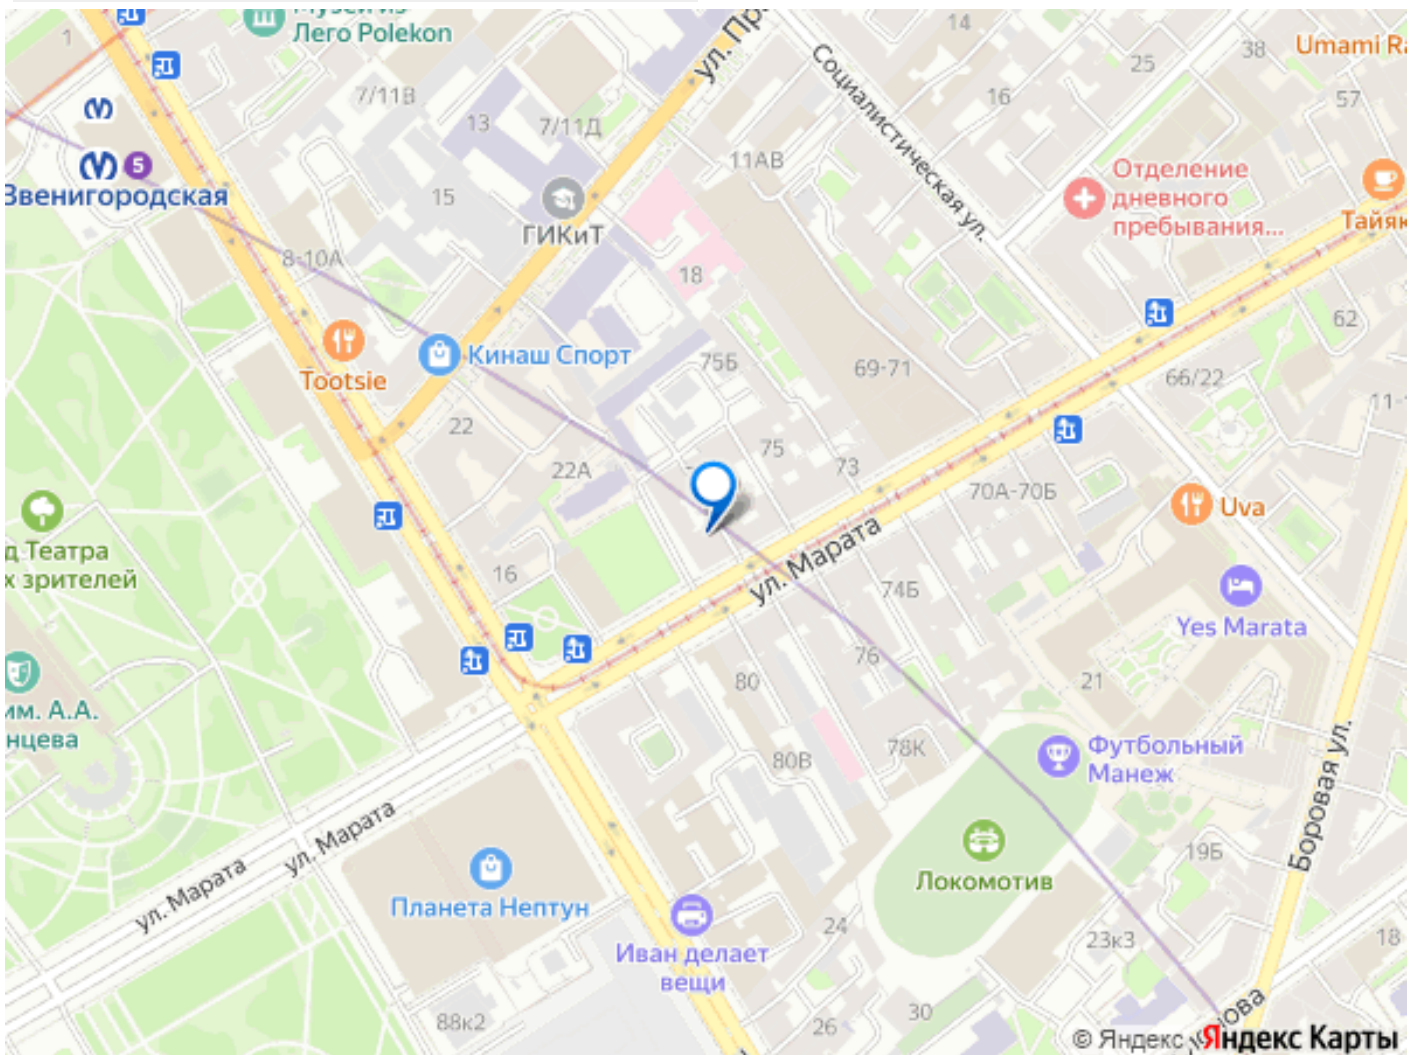 Лего Polekon
1
7/11В
13
7/11Д
ул. Пр
14
Социалистическая ул.
25
38
Umami Ra
16
57
5
Звенигородская
15
ГИКиТ
11АВ
Отделение
дневного
пребывания...
Тайяк
8-10А
18
62
Tootsie
Кинаш Спорт
75Б
69-71
66/22
11-1
22
22А
75
73
70А-70Б
Uva
д Театра
х зрителей
16
ул. Марата
74Б
Yes Marata
76
80
21
им. А.А.
нцева
80В
78К
Футбольный
Манеж
Боровая ул.
ул. Марата
ул. Марата
Планета Нептун
Локомотив
19Б
Иван делает
вещи
24
23к3
18
88к2
26
30
© Яндекс Яндекс Карты